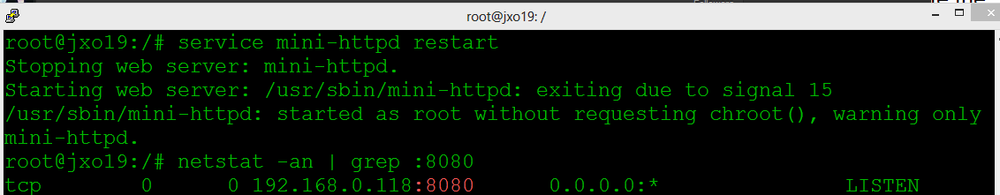 root@jxo19: /
root@jxo19:/# service mini-httpd restart
Stopping web server: mini-httpd.
Starting web server: /usr/sbin/mini-httpd: exiting due to signal 15
/usr/sbin/mini-httpd: started as root without requesting chroot(), warning only
mini-httpd.
root@jxo19:/# netstat -an | grep :8080
tcp 0 0 192.168.0.118:8080 0.0.0.0:* LISTEN